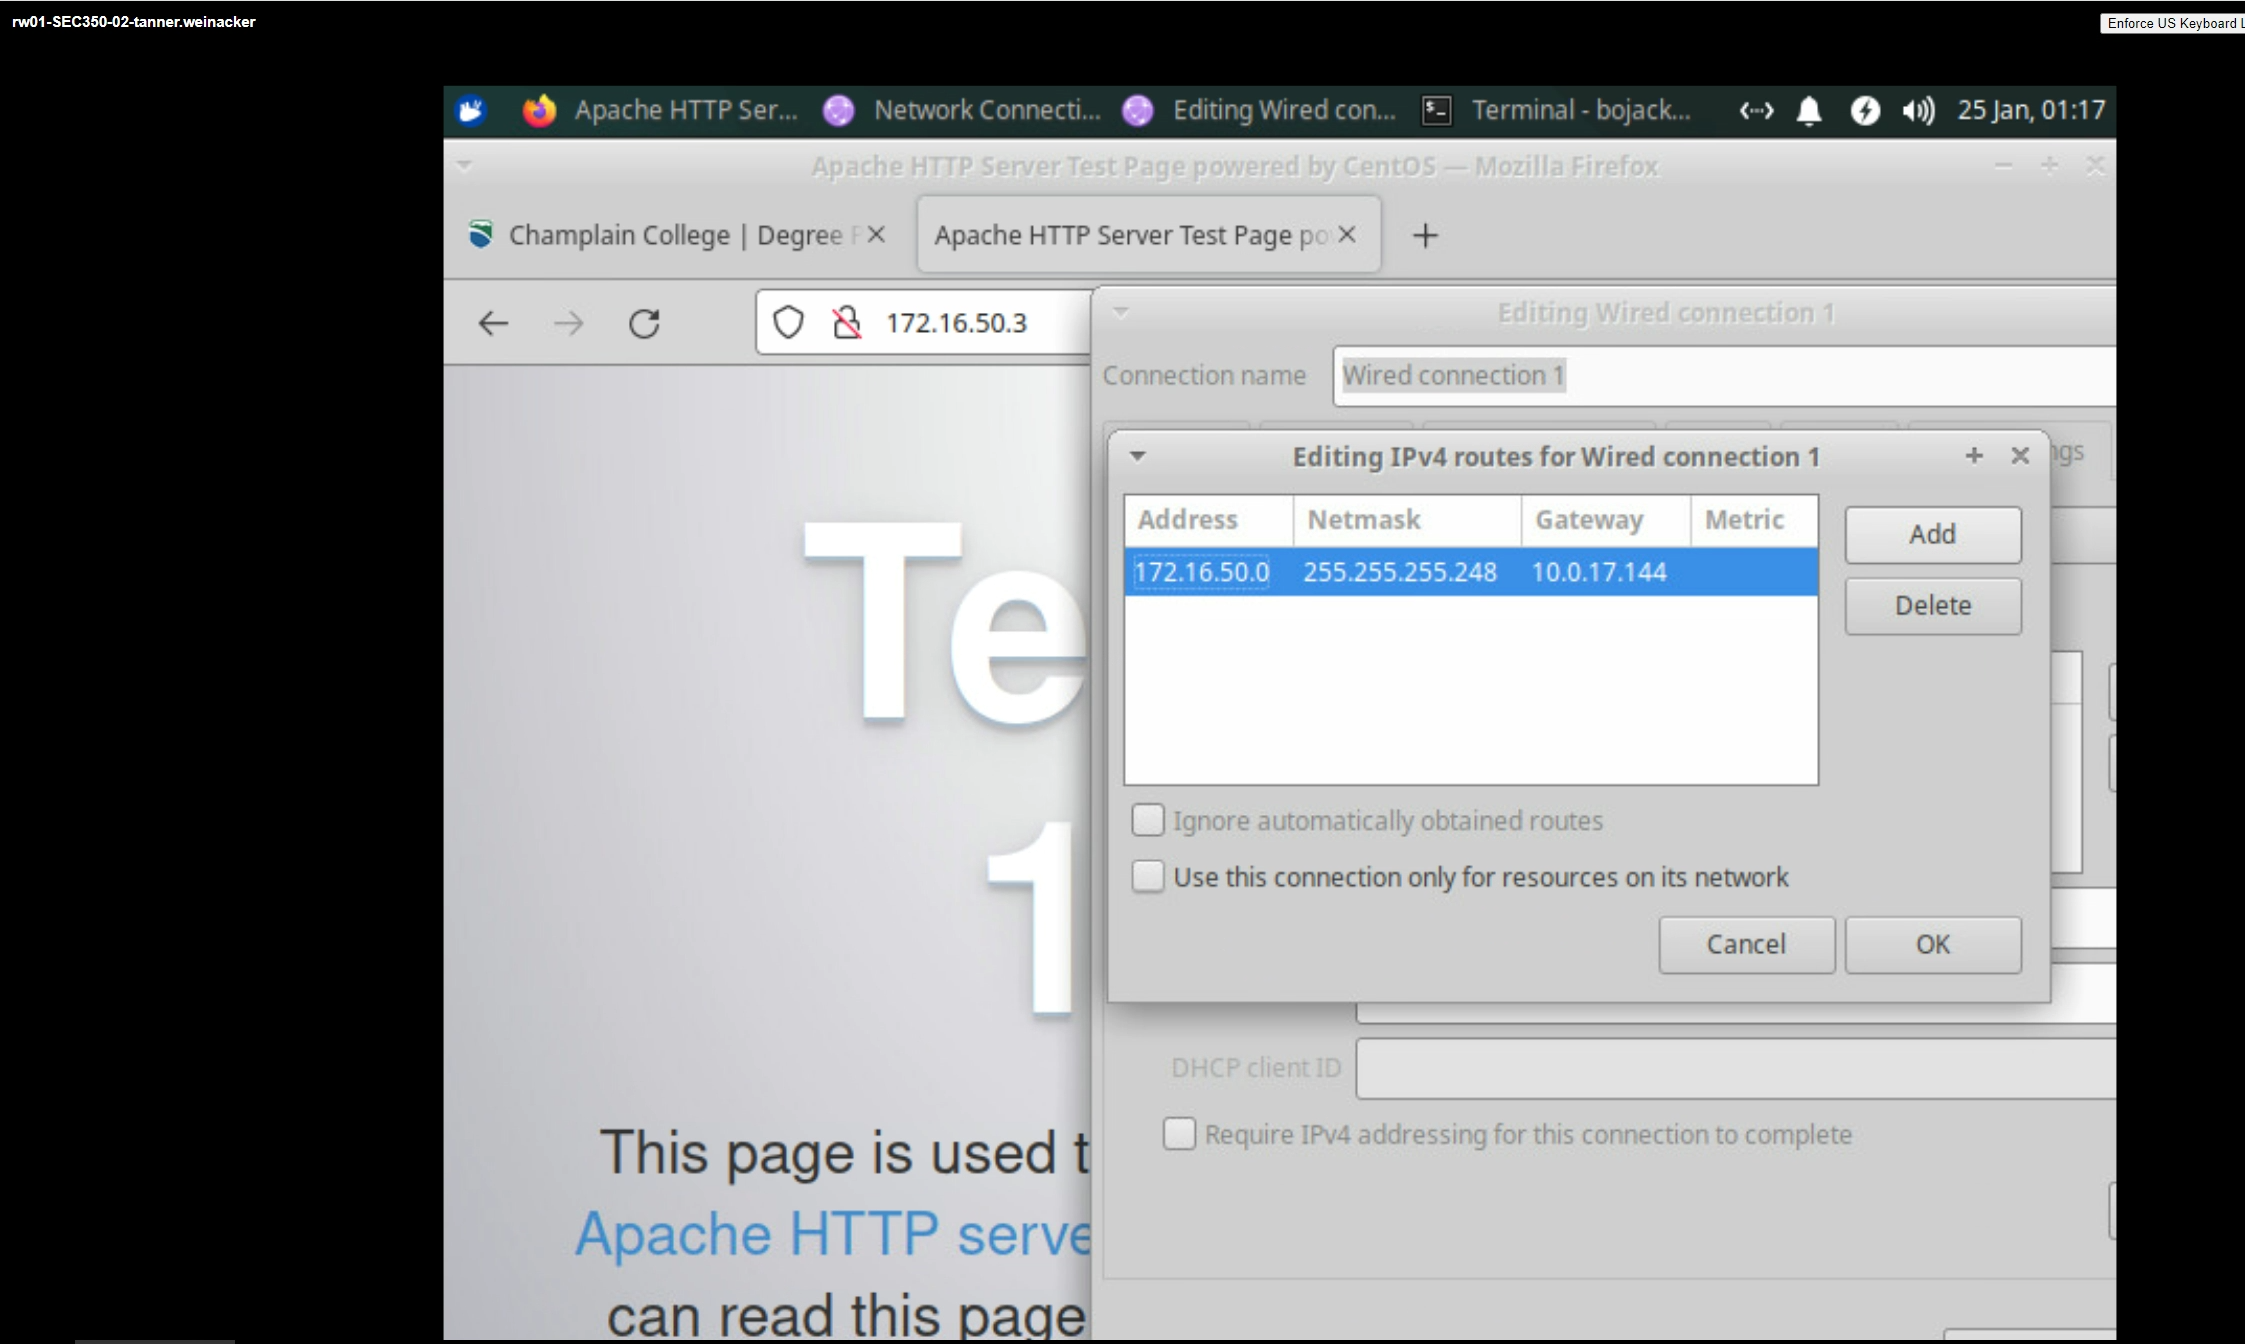 rw01-SEC350-02-tanner.weinacker
Enforce US Keyboard L
Apache HTTP Ser... Network Connecti... Editing Wired con... Terminal - bojack... 25 Jan, 01:17
Apache HTTP Server Test Page powered by CentOS — Mozilla Firefox
Champlain College | Degree P Apache HTTP Server Test Page po
172.16.50.3
Editing Wired connection 1
Connection name Wired connection 1
ngs
Editing IPv4 routes for Wired connection 1
Address Netmask Gateway Metric
172.16.50.0 255.255.255.248 10.0.17.144
Add
Delete
Ignore automatically obtained routes
Use this connection only for resources on its network
Cancel OK
DHCP client ID
Require IPv4 addressing for this connection to complete
Te
1
This page is used t
Apache HTTP serve
can read this page